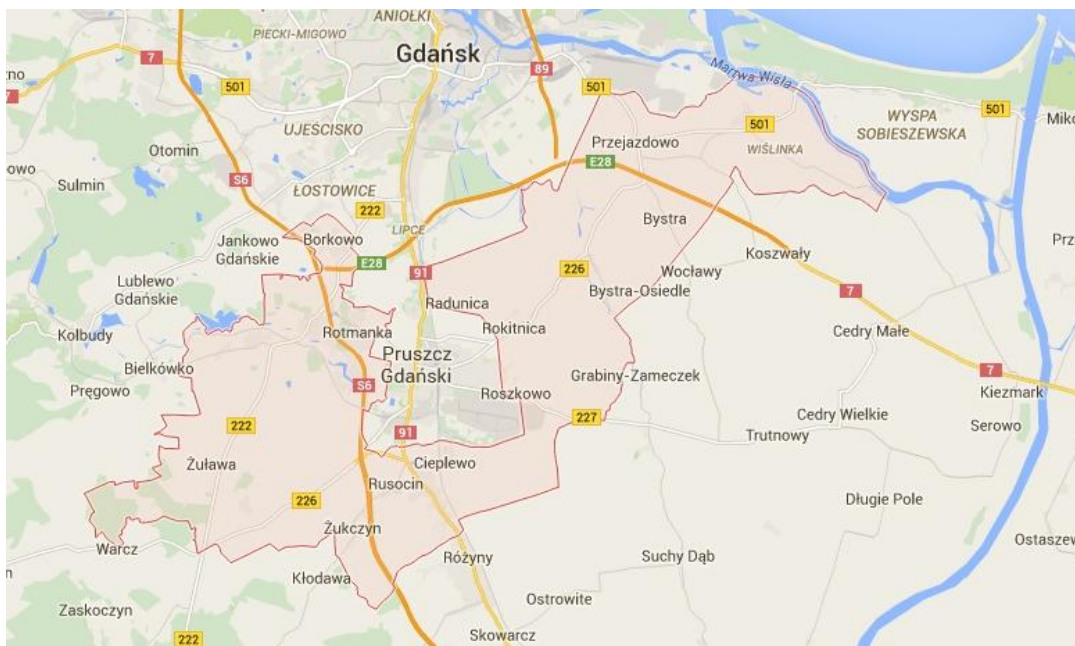 ANIOŁKI
PIECKI-MIGOWO
Gdańsk
7
89
7
501
501
Martwa Wisła
501
501
WYSPA
SOBIESZEWSKA
UJEŚCISKO
Otomin
Przejazdowo
WIŚLINKA
E28
S6
Sulmin
ŁOSTOWICE
222
LIPCE
Bystra
Borkowo
Jankowo
Gdańskie
E28
91
226
Wocławy
Koszwały
Lublewo
Gdańskie
Bystra-Osiedle
7
Radunica
Kolbudy
Rotmanka
Rokitnica
Cedry Małe
Pruszcz
Gdański
Bielkówko
Pręgowo
S6
Roszkowo
Grabiny-Zameczek
7
Kiezmark
227
Cedry Wielkie
Serowo
222
91
Trutnowy
Żuława
Cieplewo
Rusocin
226
Długie Pole
Żukczyn
Warcz
Różyny
Suchy Dąb
Ostaszew
Kłodawa
Zaskoczyn
Ostrowite
222
Skowarcz